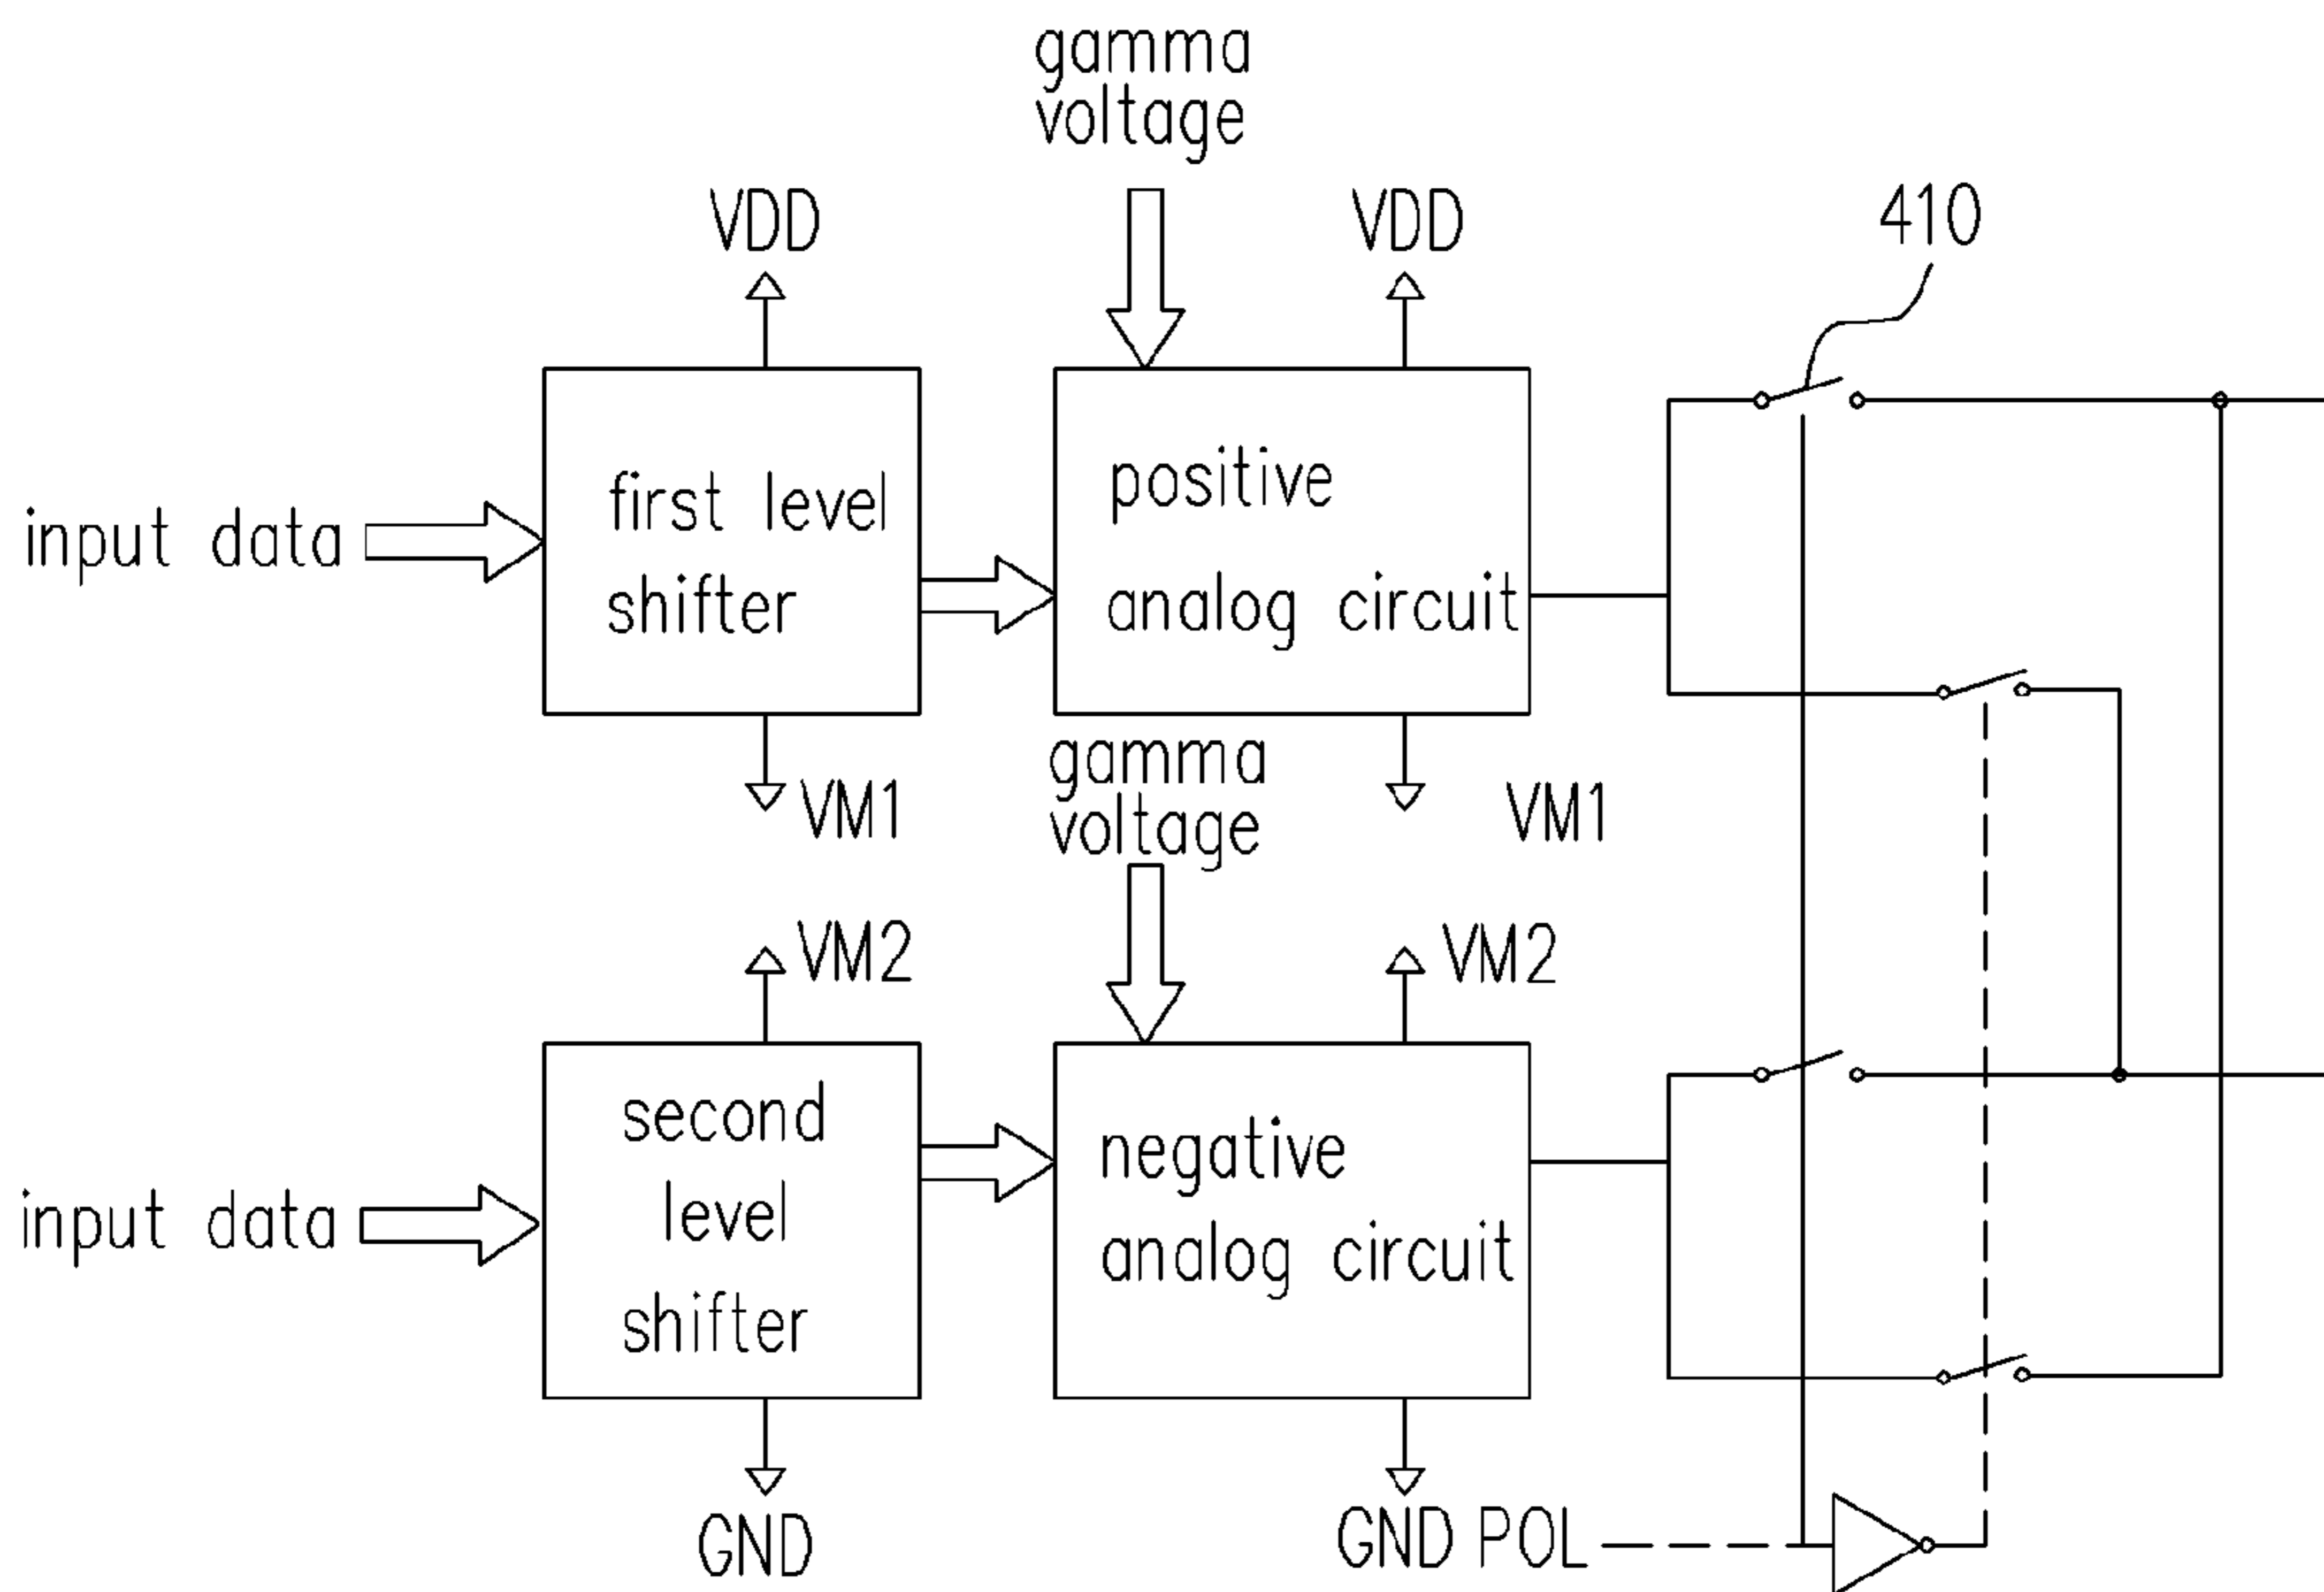 gamma
voltage
VDD
VDD
410
input data
first level
shifter
positive
analog circuit
VM1
gamma
voltage
VM1
VM2
VM2
input data
second
level
shifter
negative
analog circuit
GND
GND
POL